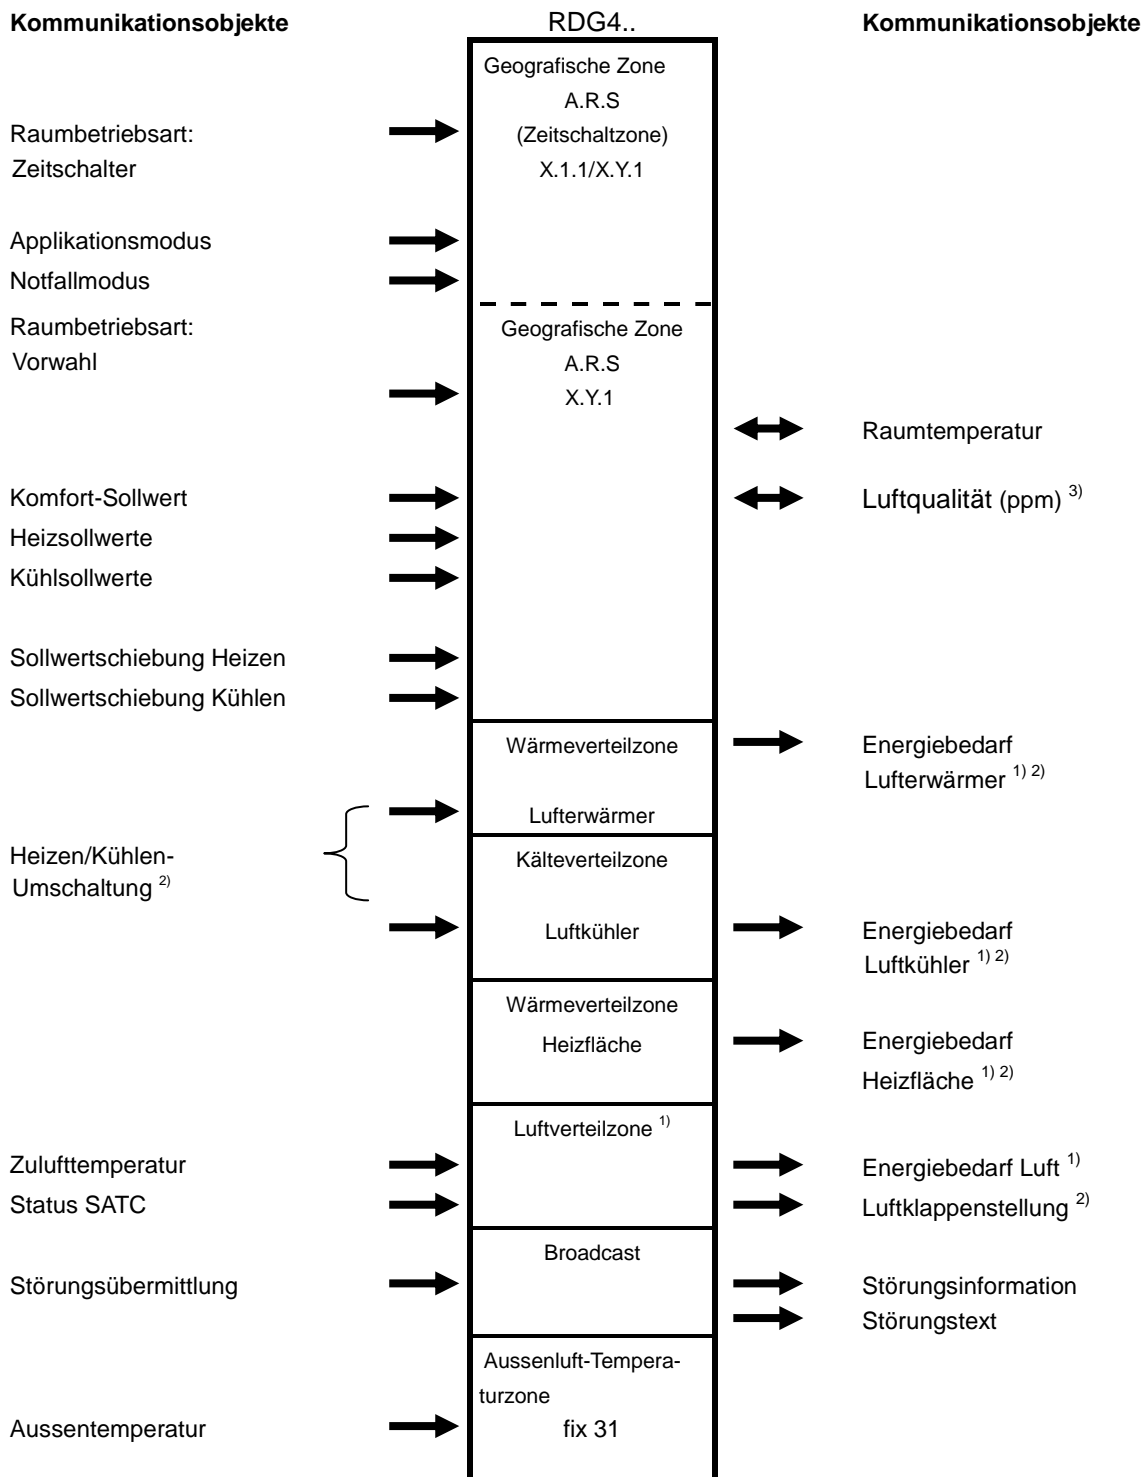 Kommunikationsobjekte RDG4.. Kommunikationsobjekte
Geografische Zone
A.R.S
Raumbetriebsart: (Zeitschaltzone)
Zeitschalter X.1.1/X.Y.1
Applikationsmodus
Notfallmodus
Raumbetriebsart: Geografische Zone
Vorwahl A.R.S
X.Y.1
Raumtemperatur
Komfort-Sollwert Luftqualität (ppm) 3)
Heizsollwerte
Kühlsollwerte
Sollwertschiebung Heizen
Sollwertschiebung Kühlen
Wärmeverteilzone Energiebedarf
Lufterwärmer 1) 2)
Lufterwärmer
Heizen/Kühlen- Kälteverteilzone
Umschaltung 2)
Luftkühler Energiebedarf
Luftkühler 1) 2)
Wärmeverteilzone
Heizfläche Energiebedarf
Heizfläche 1) 2)
Luftverteilzone 1)
Zulufttemperatur Energiebedarf Luft 1)
Status SATC Luftklappenstellung 2)
Broadcast
Störungsübermittlung Störungsinformation
Störungstext
Aussenluft-Tempera-
turzone
Aussentemperatur fix 31